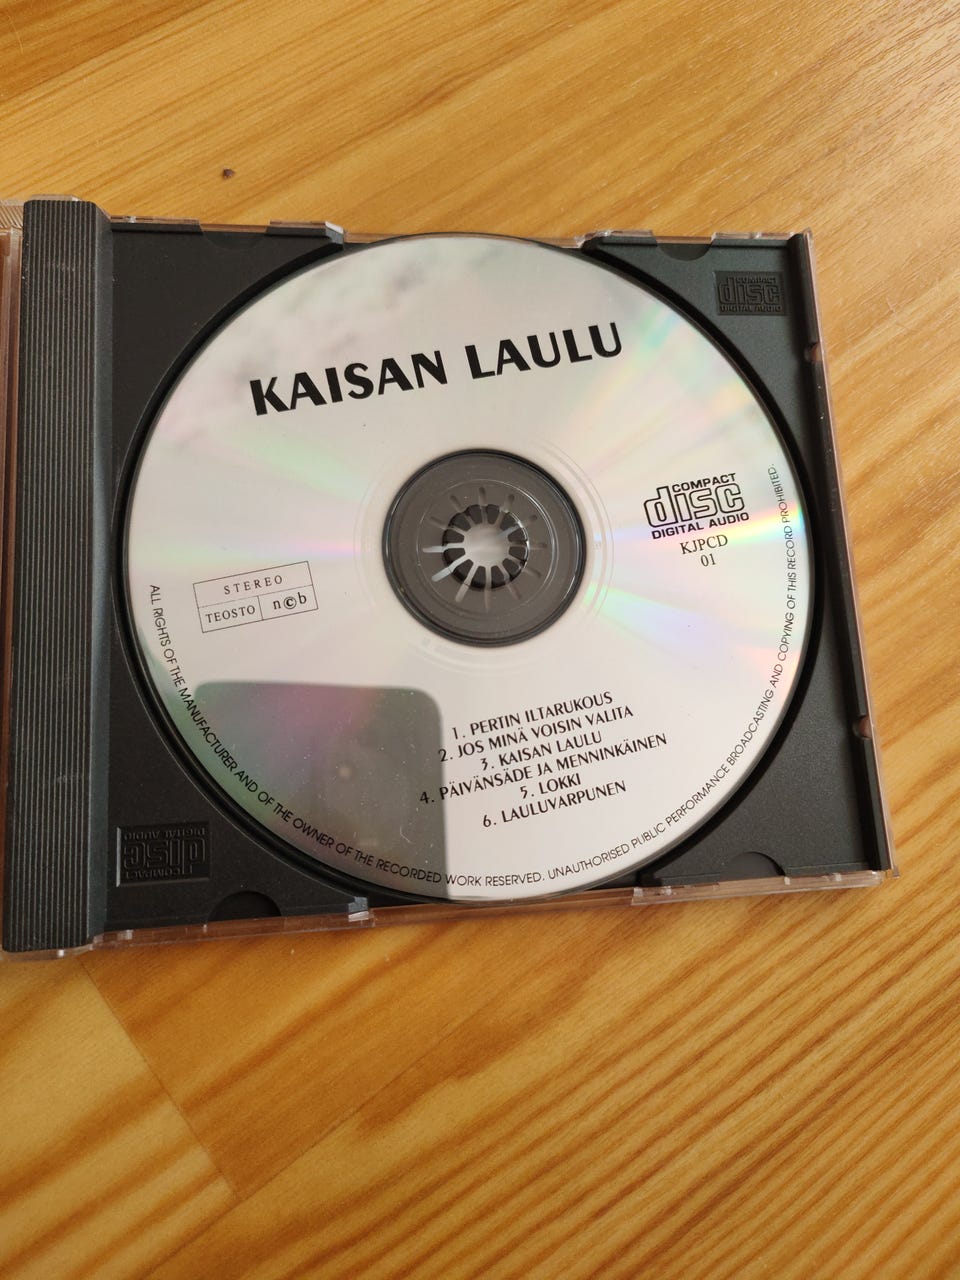 KAISAN LAULU
COMPACT
disc
DIGITAL AUDIO
KJPCD
01
STEREO
TEOSTO n©b
1. PERTIN ILTARUKOUS
2. JOS MINÄ VOISIN VALITA
3. KAISAN LAULU
4. PÄIVÄNSÄDE JA MENNINKÄINEN
5. LOKKI
6. LAULUVARPUNEN
ALL RIGHTS OF THE MANUFACTURER AND OF THE OWNER OF THE RECORDED WORK RESERVED. UNAUTHORISED PUBLIC PERFORMANCE BROADCASTING AND COPYING OF THIS RECORD PROHIBITED.
COMPACT
disc
DIGITAL AUDIO
COMPACT
disc
DIGITAL AUDIO